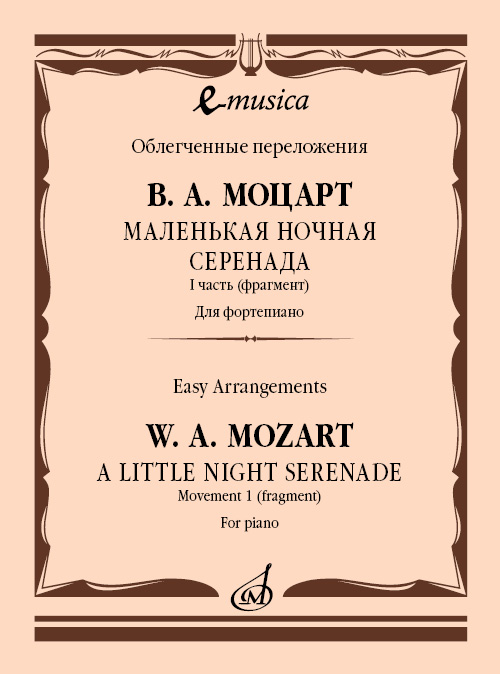 e-musica
Облегченные переложения
В. А. МОЦАРТ
МАЛЕНЬКАЯ НОЧНАЯ
СЕРЕНАДА
I часть (фрагмент)
Для фортепиано
Easy Arrangements
W. A. MOZART
A LITTLE NIGHT SERENADE
Movement 1 (fragment)
For piano